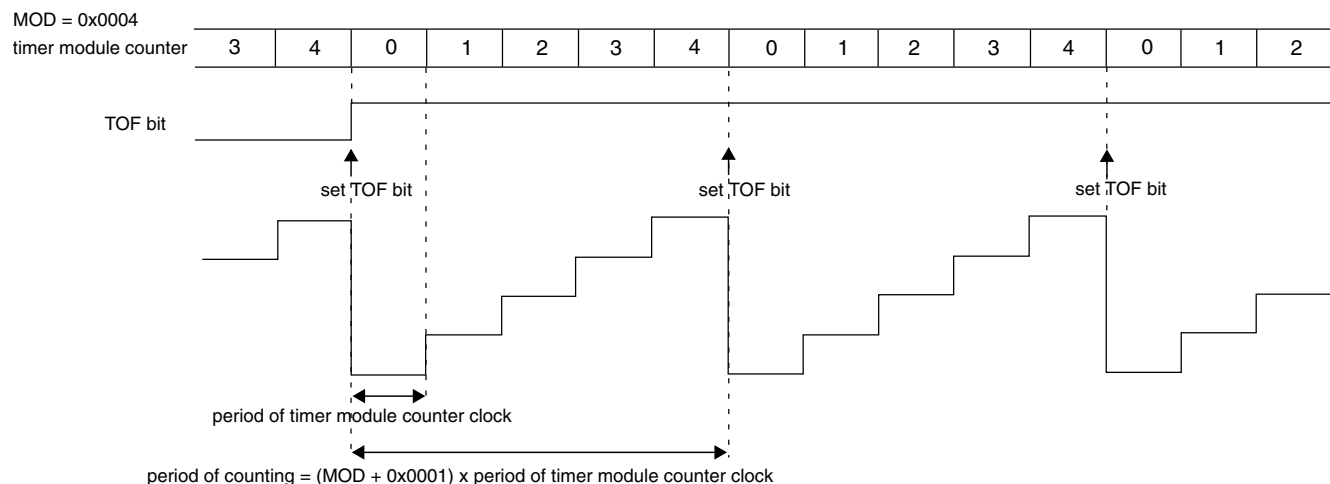 MOD = 0x0004
timer module counter 3 4 0 1 2 3 4 0 1 2 3 4 0 1 2
TOF bit
set TOF bit set TOF bit set TOF bit
period of timer module counter clock
period of counting = (MOD + 0x0001) x period of timer module counter clock